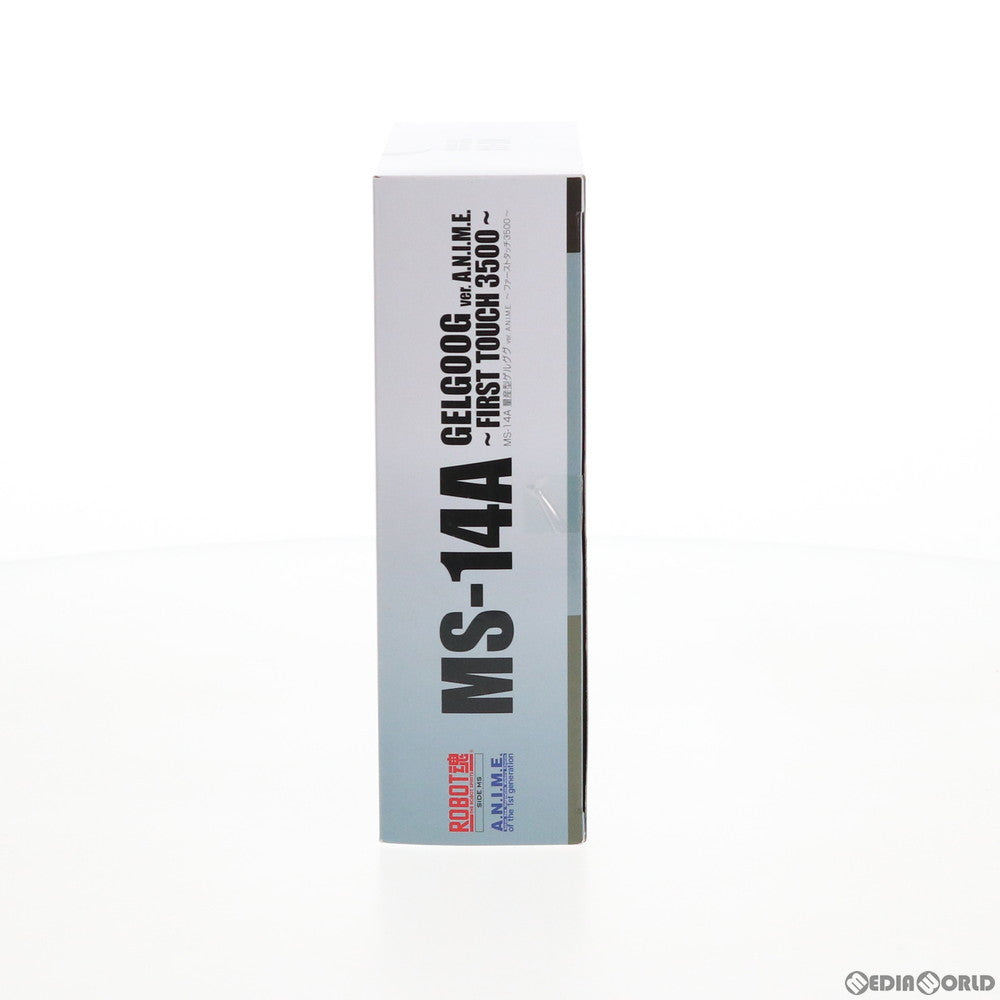 ROBOT魂
SIDE MS
A.N.I.M.E.
of the 1st generation
MS-14A
GELGOOG ver. A.N.I.M.E.
~ FIRST TOUCH 3500 ~
MS-14A 量産型ゲルググ ver. A.N.I.M.E. ~ ファーストタッチ3500 ~
MEDIAWORLD